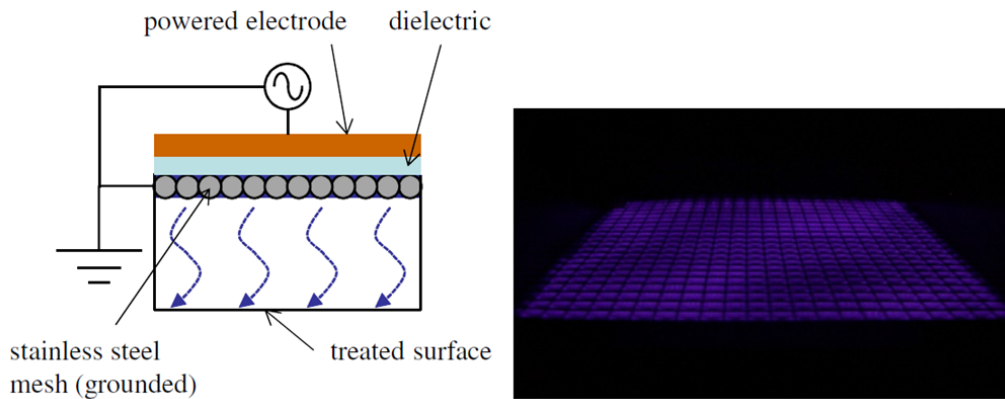 powered electrode
dielectric
stainless steel
mesh (grounded)
treated surface